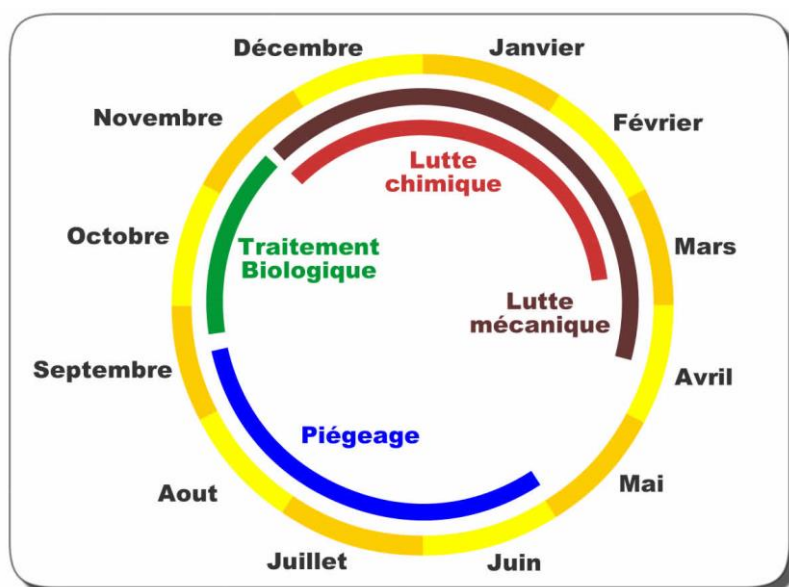 Décembre
Janvier
Novembre
Février
Lutte
chimique
Octobre
Traitement
Biologique
Mars
Lutte
mécanique
Septembre
Avril
Piégeage
Aout
Mai
Juillet
Juin